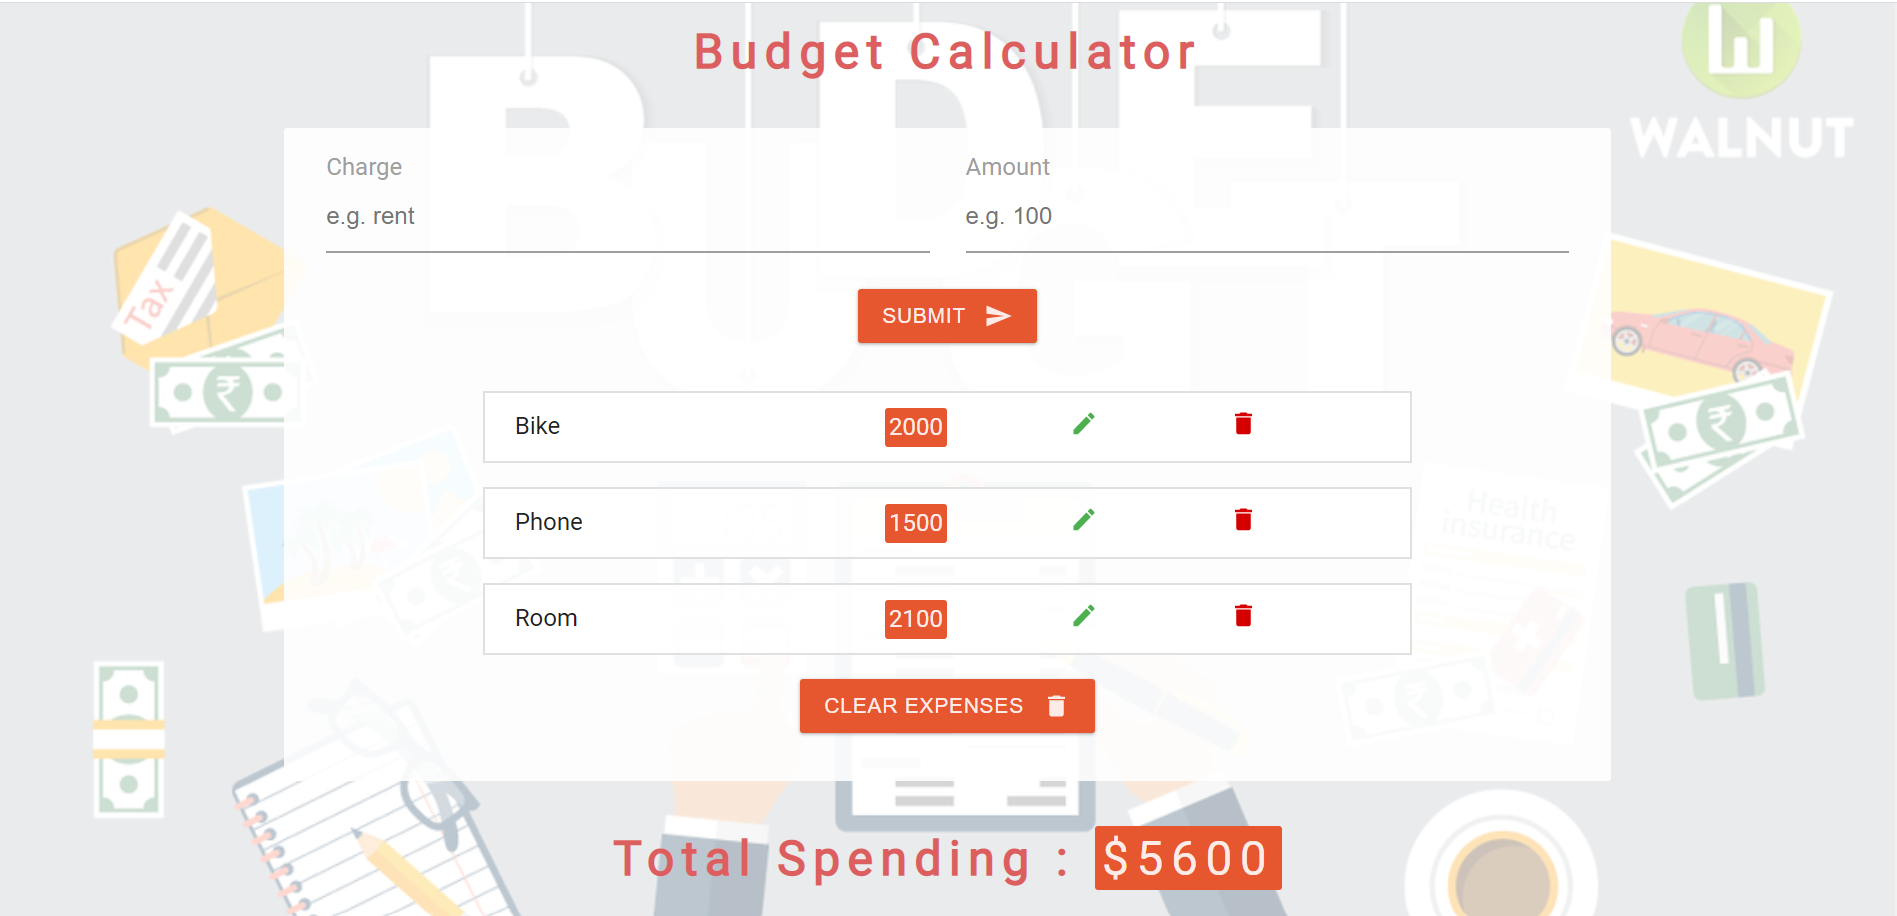 BUDGET
Budget Calculator
WALNUT
Charge
Amount
e.g. rent
e.g. 100
Tax
SUBMIT
Bike
2000
Phone
1500
Health
insurance
Room
2100
CLEAR EXPENSES
Total Spending : $5600